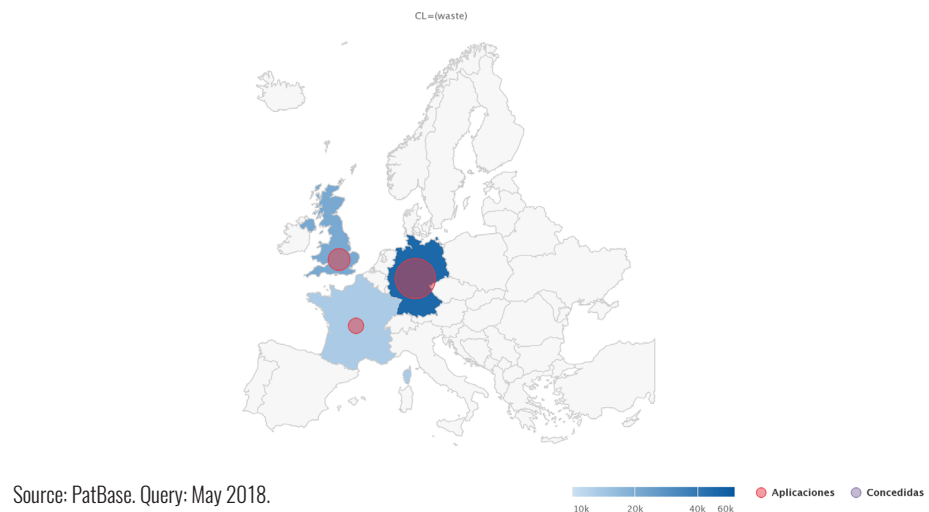 CL=(waste)
Source: PatBase. Query: May 2018.
Aplicaciones Concedidas
10k 20k 40k 60k